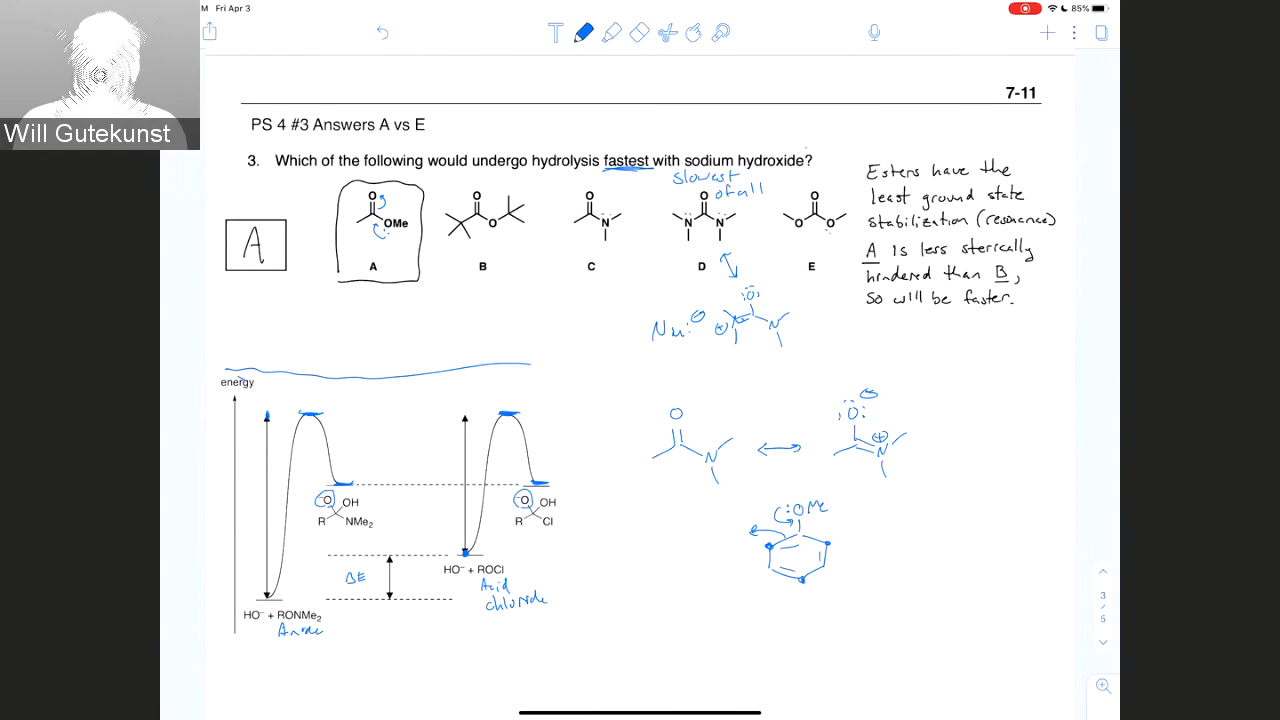 M Fri Apr 3
85%
Will Gutekunst
7-11
PS 4 #3 Answers A vs E
3. Which of the following would undergo hydrolysis fastest with sodium hydroxide?
Slowest
of all
O
OMe
A
O
O
B
O
N
C
O
N N
D
O
O O
E
A
Esters have the
least ground state
stabilization (resonance)
A is less sterically
hindered than B,
so will be faster.
Nu:⊖
⊕
:O:
N
energy
⁻O OH
R NMe₂
⁻O OH
R Cl
HO⁻ + ROCl
Acid
chloride
ΔE
HO⁻ + RONMe₂
O
N
⊖
:O:
⊕
N
:OMe
3
/
5